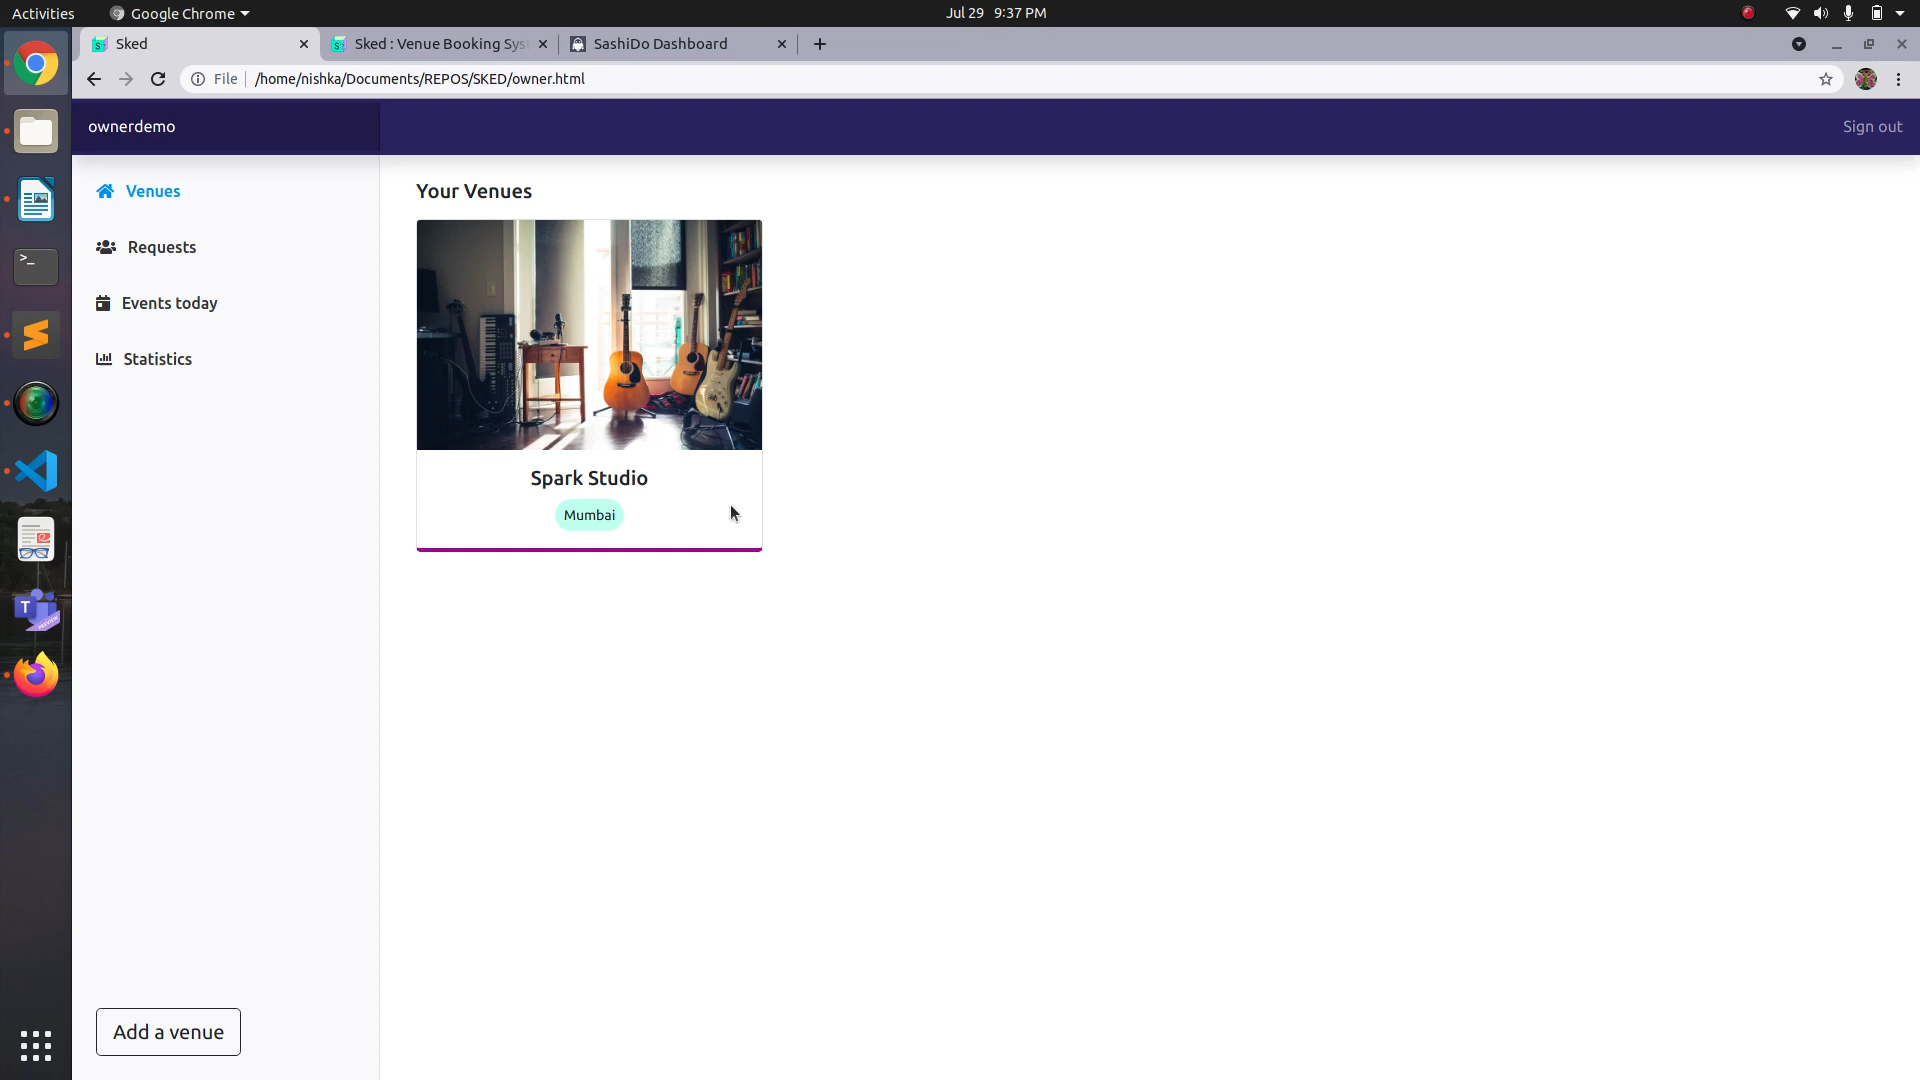 Activities
Google Chrome
Jul 29 9:37 PM
Sked
Sked : Venue Booking Sys
SashiDo Dashboard
File
/home/nishka/Documents/REPOS/SKED/owner.html
ownerdemo
Sign out
Venues
Requests
Events today
Statistics
Your Venues
Spark Studio
Mumbai
Add a venue